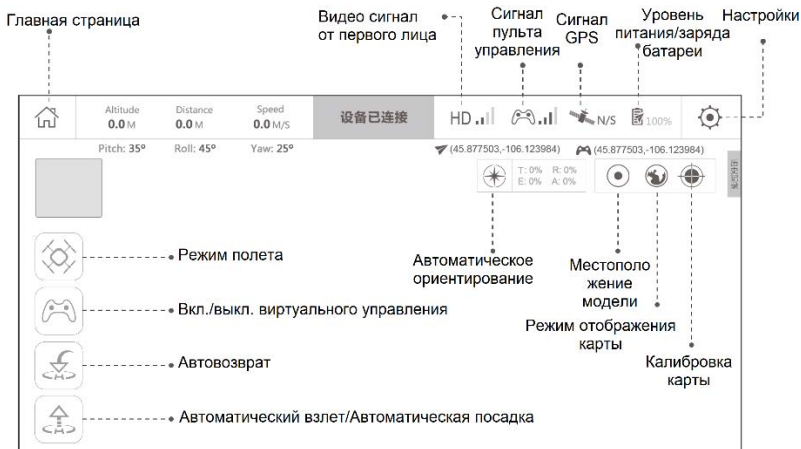 Главная страница
Видео сигнал
от первого лица
Сигнал
пульта
управления
Сигнал
GPS
Уровень
питания/заряда
батареи
Настройки
Altitude
0.0 M
Distance
0.0 M
Speed
0.0 M/S
设备已连接
HD
N/S
100%
Pitch: 35º
Roll: 45º
Yaw: 25º
(45.877503,-106.123984)
(45.877503,-106.123984)
T: 0% R: 0%
E: 0% A: 0%
Режим полета
Автоматическое
ориентирование
Местополо
жение
модели
Вкл./выкл. виртуального управления
Режим отображения
карты
Автовозврат
Калибровка
карты
Автоматический взлет/Автоматическая посадка